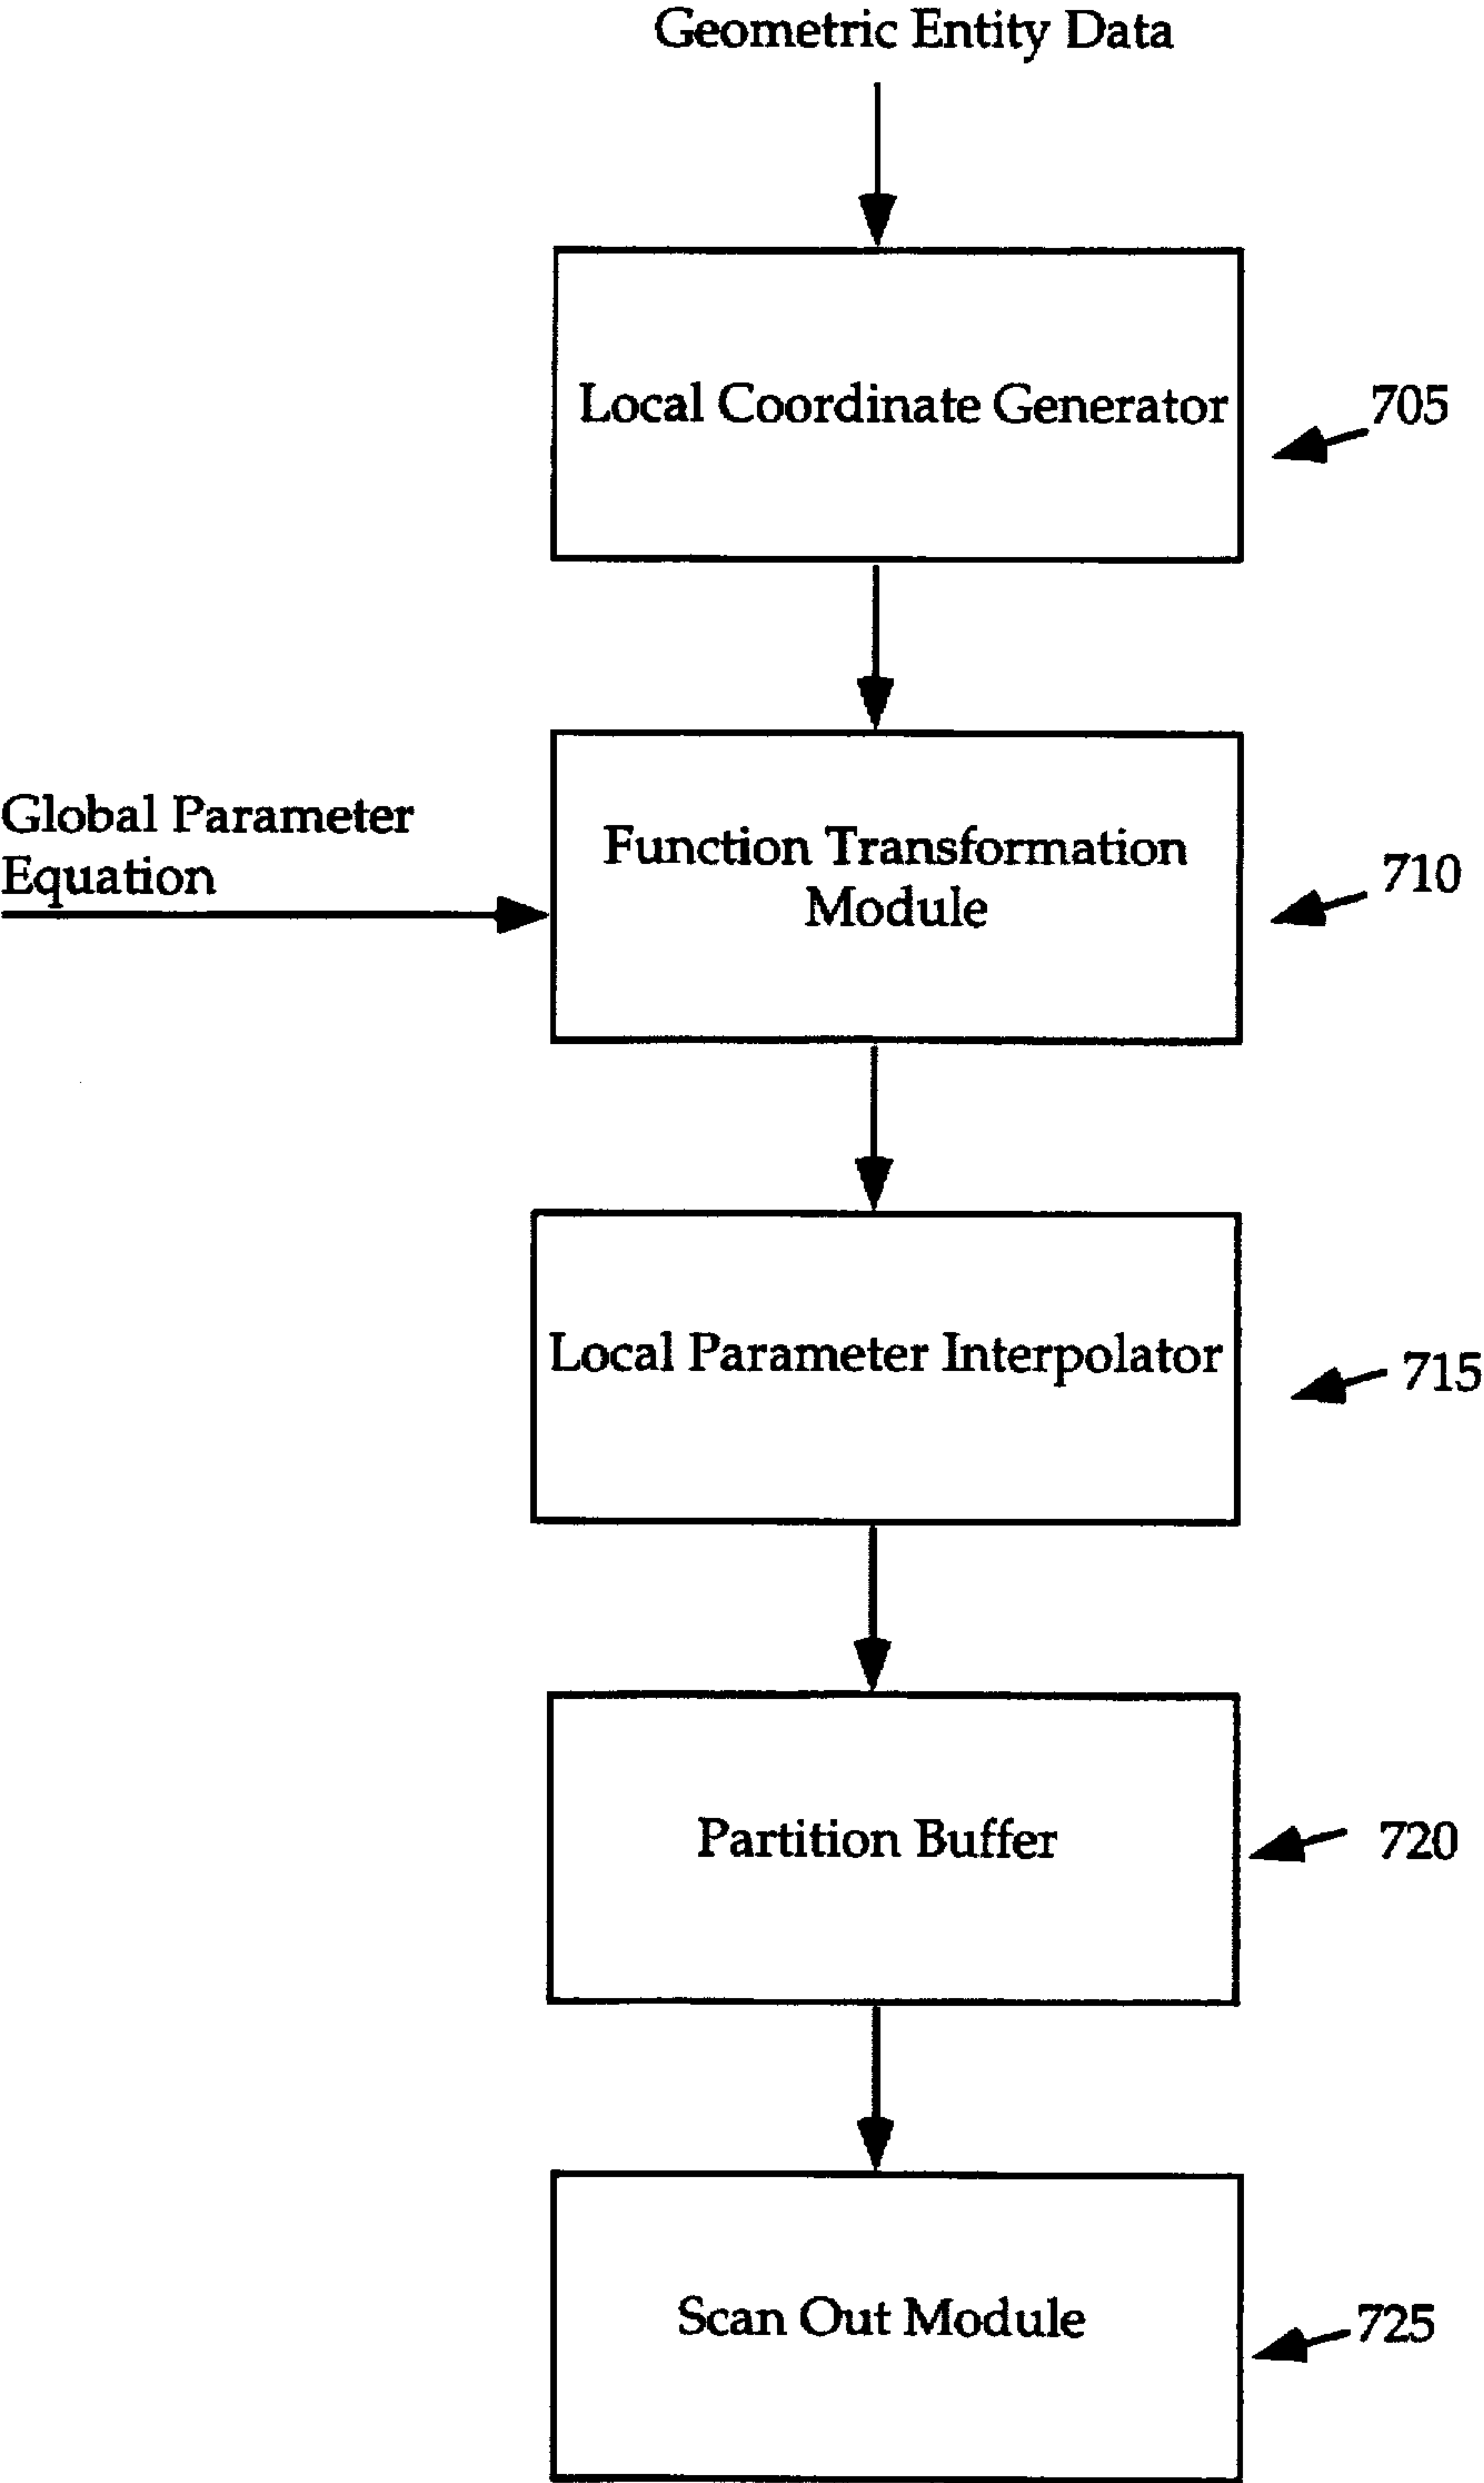 Geometric Entity Data
Local Coordinate Generator
705
Global Parameter
Equation
Function Transformation
Module
710
Local Parameter Interpolator
715
Partition Buffer
720
Scan Out Module
725